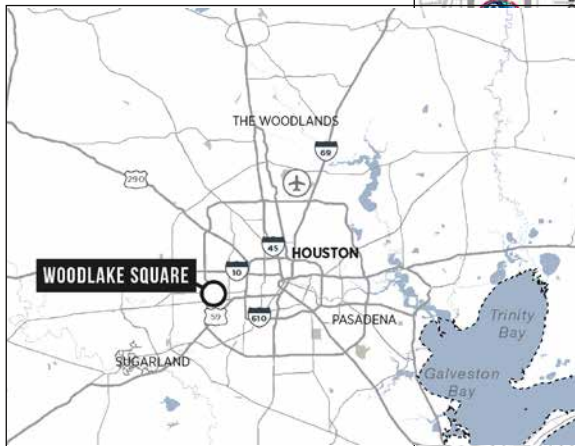 THE WOODLANDS
69
290
45
HOUSTON
10
WOODLAKE SQUARE
59
610
PASADENA
Trinity
Bay
SUGARLAND
Galveston
Bay